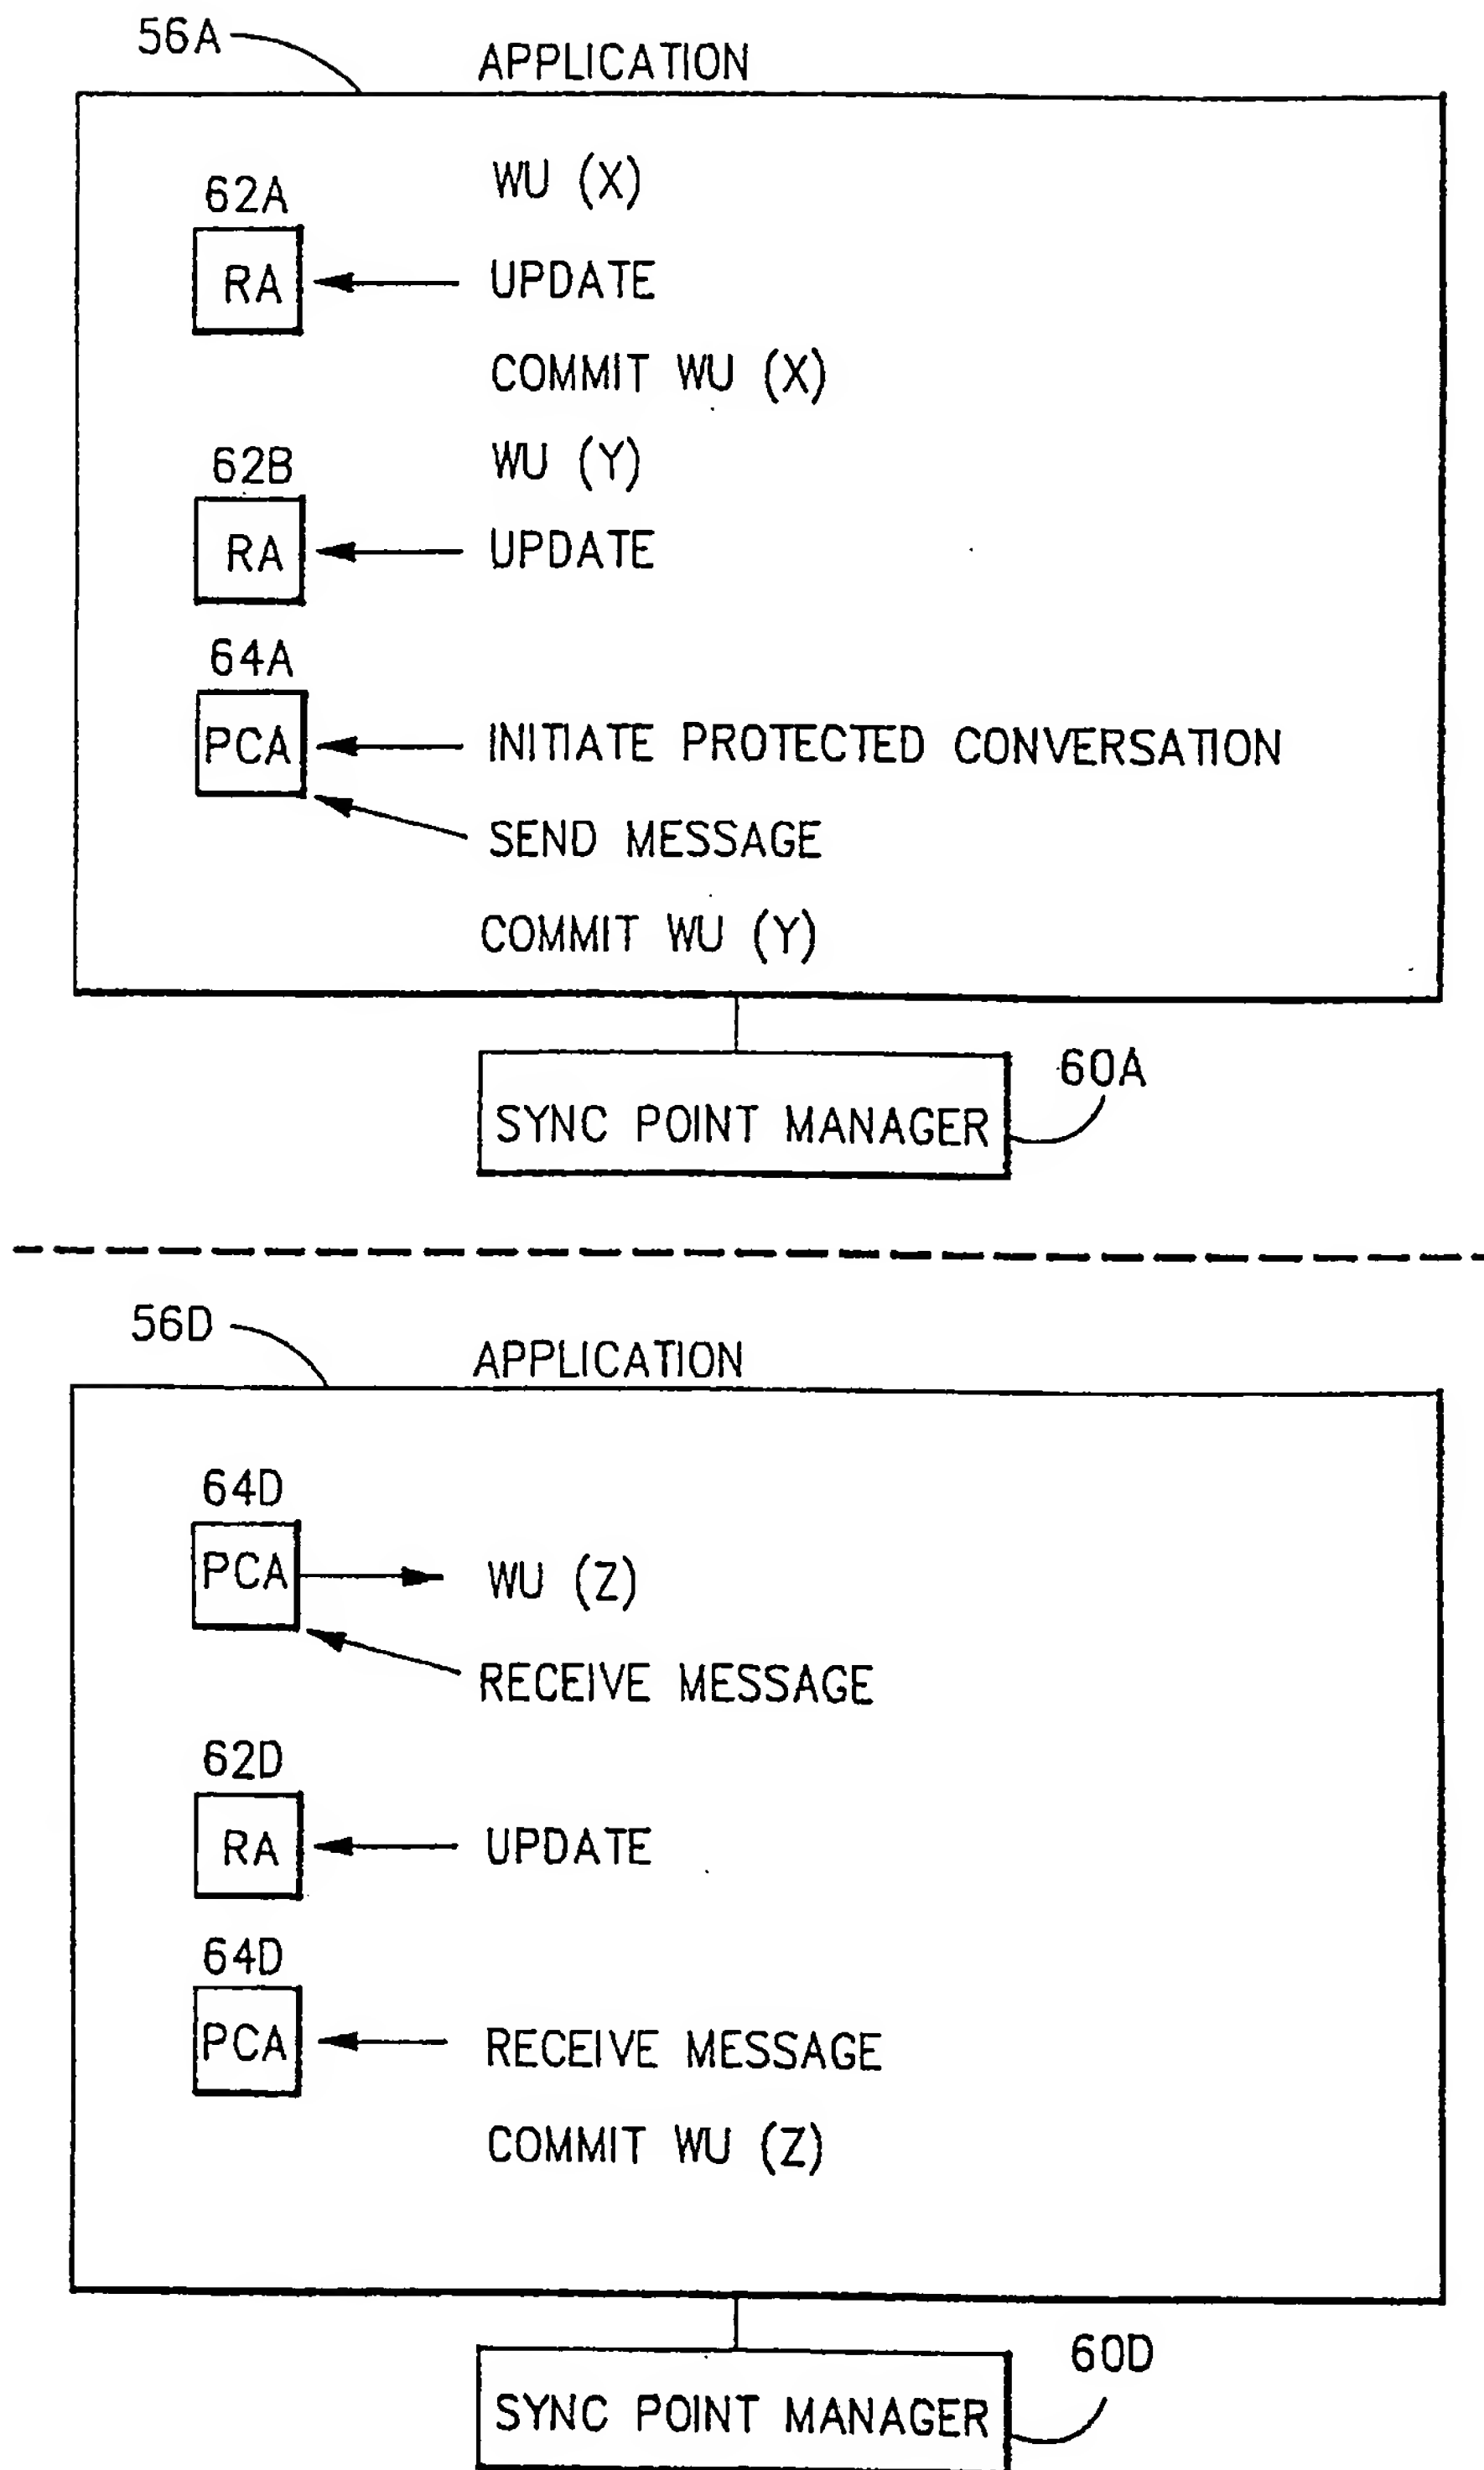 56A
APPLICATION
WU (X)
62A
RA
UPDATE
COMMIT WU (X)
62B
WU (Y)
RA
UPDATE
64A
PCA
INITIATE PROTECTED CONVERSATION
SEND MESSAGE
COMMIT WU (Y)
60A
SYNC POINT MANAGER
56D
APPLICATION
64D
PCA
WU (Z)
RECEIVE MESSAGE
62D
RA
UPDATE
64D
PCA
RECEIVE MESSAGE
COMMIT WU (Z)
60D
SYNC POINT MANAGER